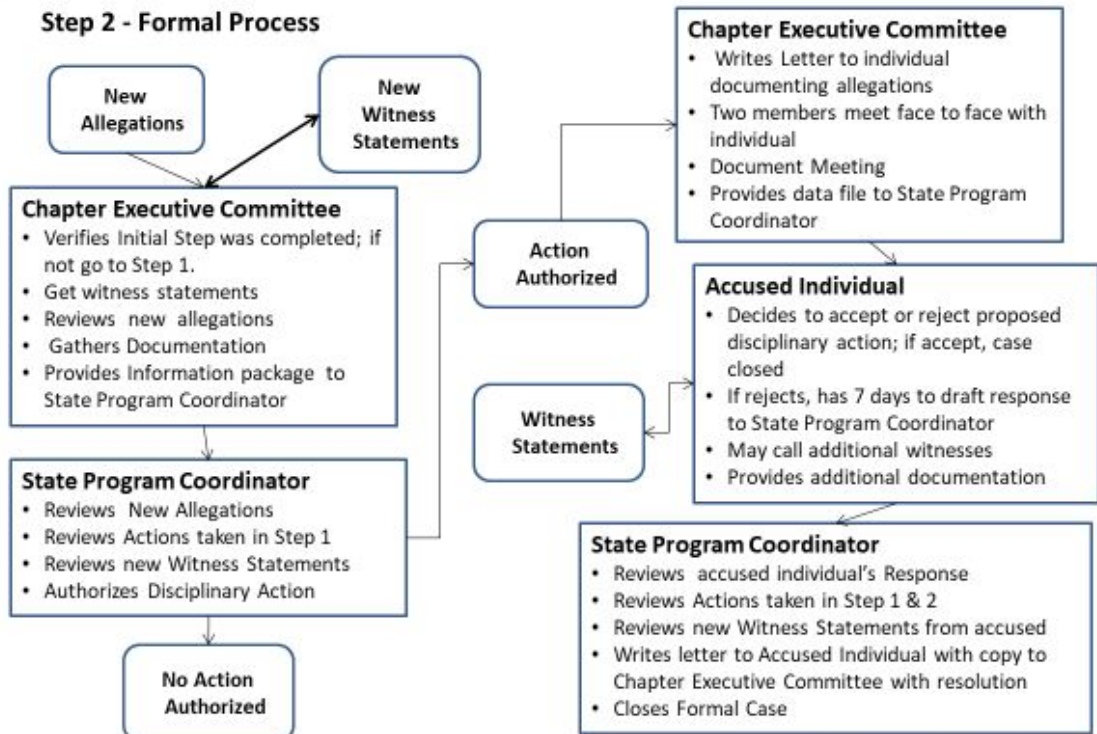 Step 2 - Formal Process
New
Allegations
New
Witness
Statements
Chapter Executive Committee
• Verifies Initial Step was completed; if
not go to Step 1.
• Get witness statements
• Reviews new allegations
• Gathers Documentation
• Provides Information package to
State Program Coordinator
State Program Coordinator
• Reviews New Allegations
• Reviews Actions taken in Step 1
• Reviews new Witness Statements
• Authorizes Disciplinary Action
No Action
Authorized
Action
Authorized
Chapter Executive Committee
• Writes Letter to individual
documenting allegations
• Two members meet face to face with
individual
• Document Meeting
• Provides data file to State Program
Coordinator
Accused Individual
• Decides to accept or reject proposed
disciplinary action; if accept, case
closed
• If rejects, has 7 days to draft response
to State Program Coordinator
• May call additional witnesses
• Provides additional documentation
Witness
Statements
State Program Coordinator
• Reviews accused individual's Response
• Reviews Actions taken in Step 1 & 2
• Reviews new Witness Statements from accused
• Writes letter to Accused Individual with copy to
Chapter Executive Committee with resolution
• Closes Formal Case